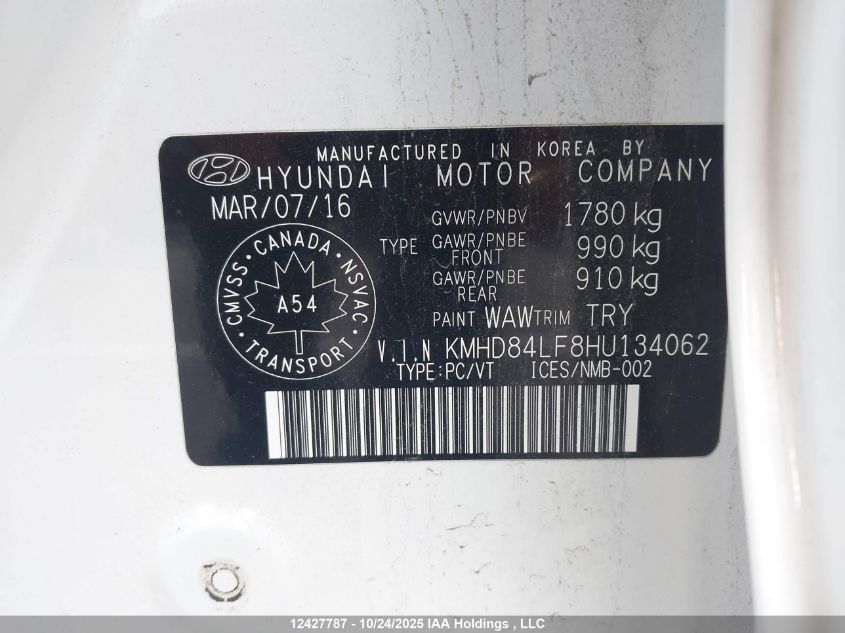 MANUFACTURED IN KOREA BY
HYUNDAI MOTOR COMPANY
MAR/07/16
GVWR/PNBV 1780 kg
TYPE GAWR/PNBE FRONT 990 kg
GAWR/PNBE REAR 910 kg
PAINT WAW TRIM TRY
CANADA
CMVSS NSVAC
A54
TRANSPORT
V.I.N KMHD84LF8HU134062
TYPE:PC/VT ICES/NMB-002
12427787 - 10/24/2025 IAA Holdings , LLC